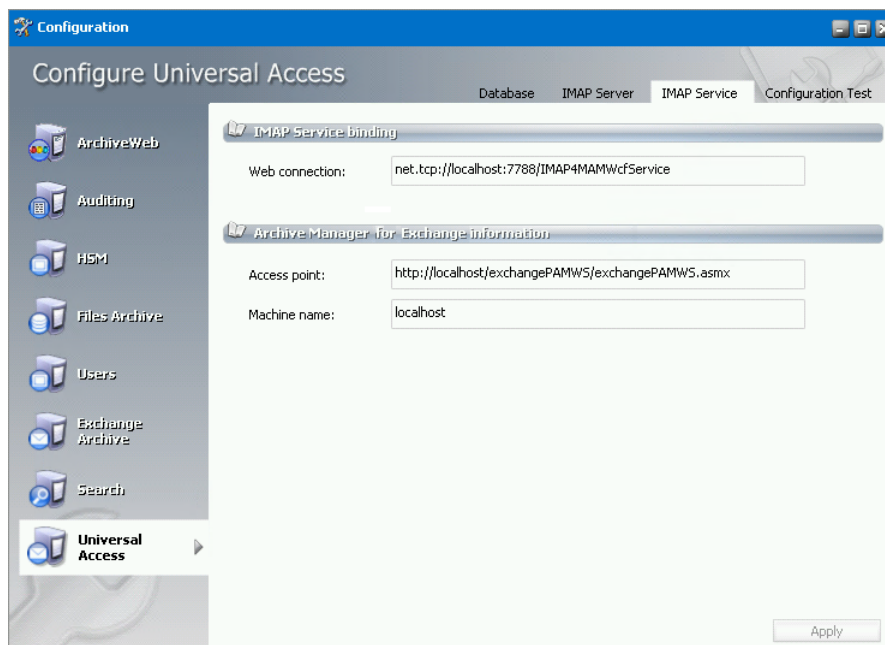 Configuration
Configure Universal Access
Database IMAP Server IMAP Service Configuration Test
ArchiveWeb
Auditing
HSM
Files Archive
Users
Exchange
Archive
Search
Universal
Access
IMAP Service binding
Web connection: net.tcp://localhost:7788/IMAP4MAMWcfService
Archive Manager for Exchange information
Access point: http://localhost/exchangePAMWS/exchangePAMWS.asmx
Machine name: localhost
Apply